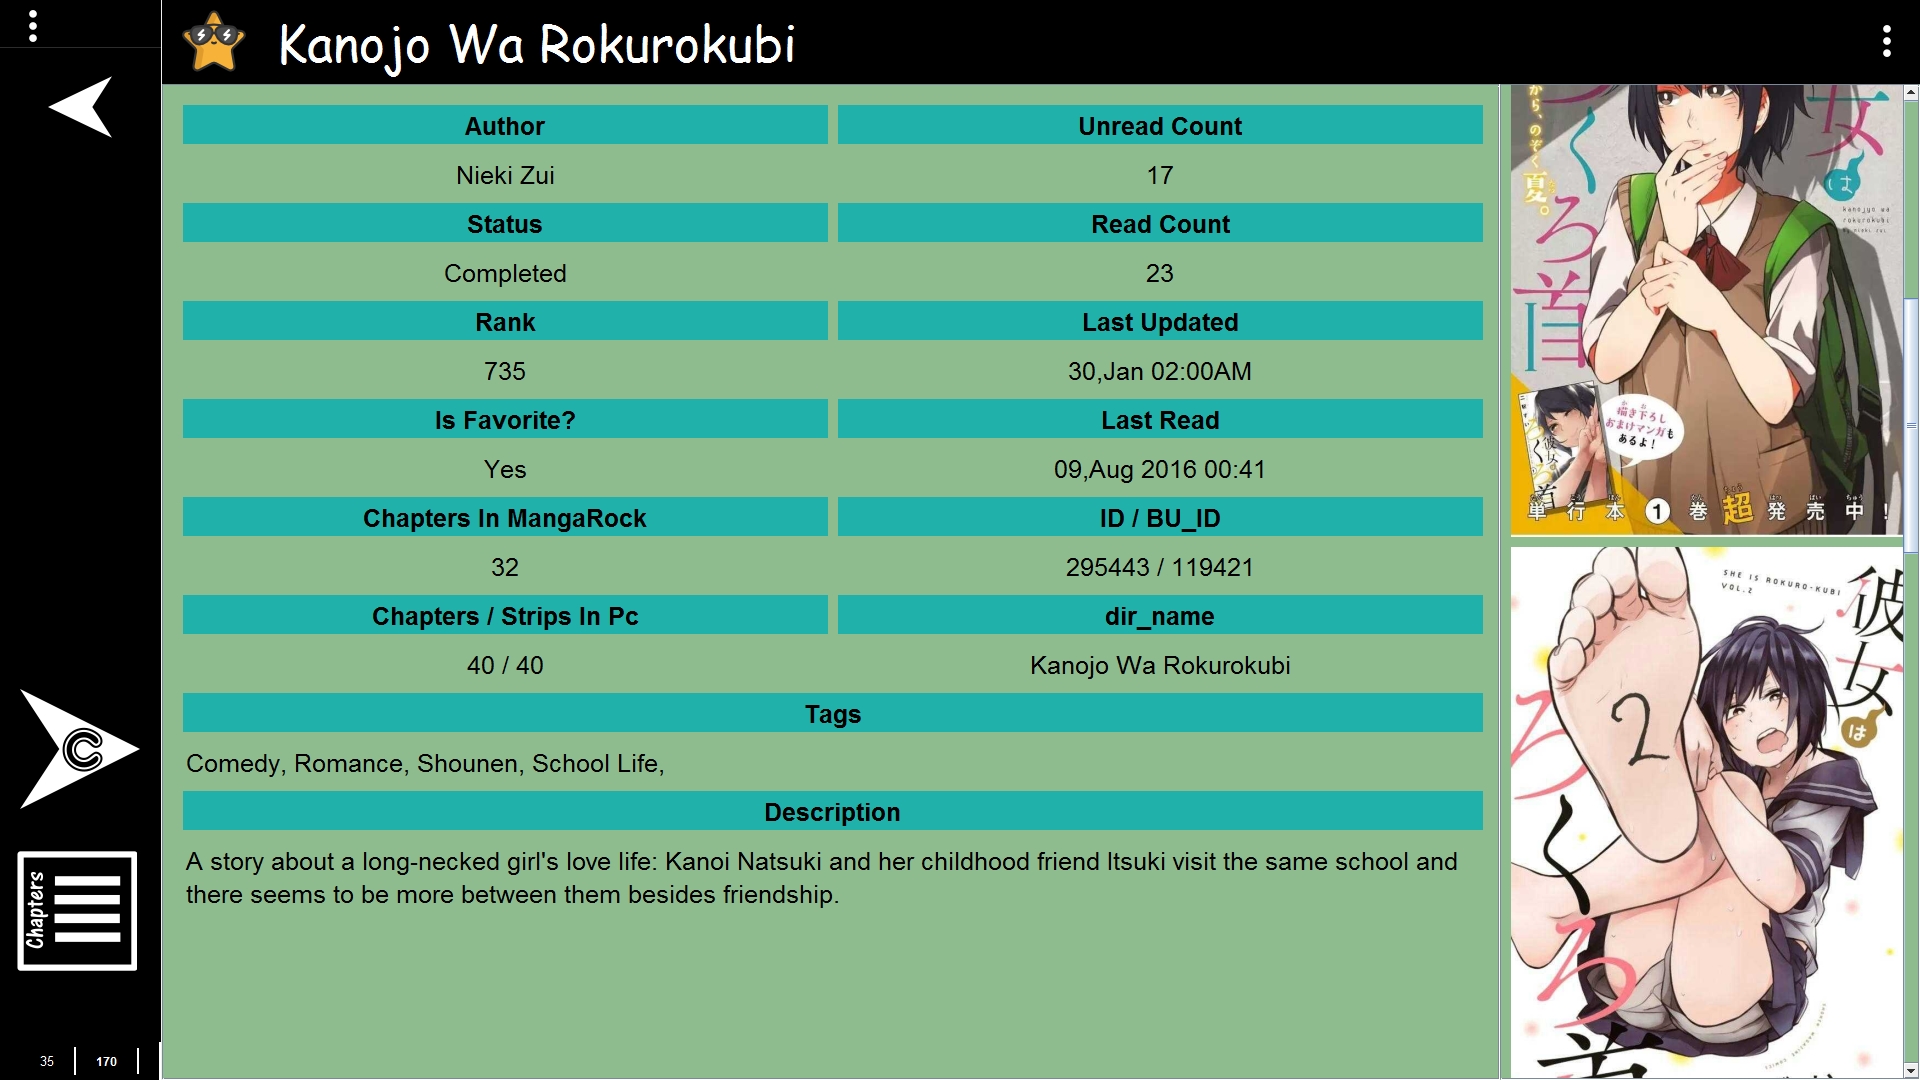 Kanojo Wa Rokurokubi
Author
Unread Count
Nieki Zui
17
Status
Read Count
Completed
23
Rank
Last Updated
735
30,Jan 02:00AM
Is Favorite?
Last Read
Yes
09,Aug 2016 00:41
Chapters In MangaRock
ID / BU_ID
32
295443 / 119421
Chapters / Strips In Pc
dir_name
40 / 40
Kanojo Wa Rokurokubi
Tags
Comedy, Romance, Shounen, School Life,
Description
A story about a long-necked girl's love life: Kanoi Natsuki and her childhood friend Itsuki visit the same school and
there seems to be more between them besides friendship.
C
Chapters
35
170
から、のぞく
夏。
女は
くろ首
kanojyo wa
rokurokubi
描き下ろし
おまけマンガも
あるよ!
単行本 1 巻 超 発売中!
SHE IS ROKURO-KUBI
VOL.2
彼女は
ろくろ首
2